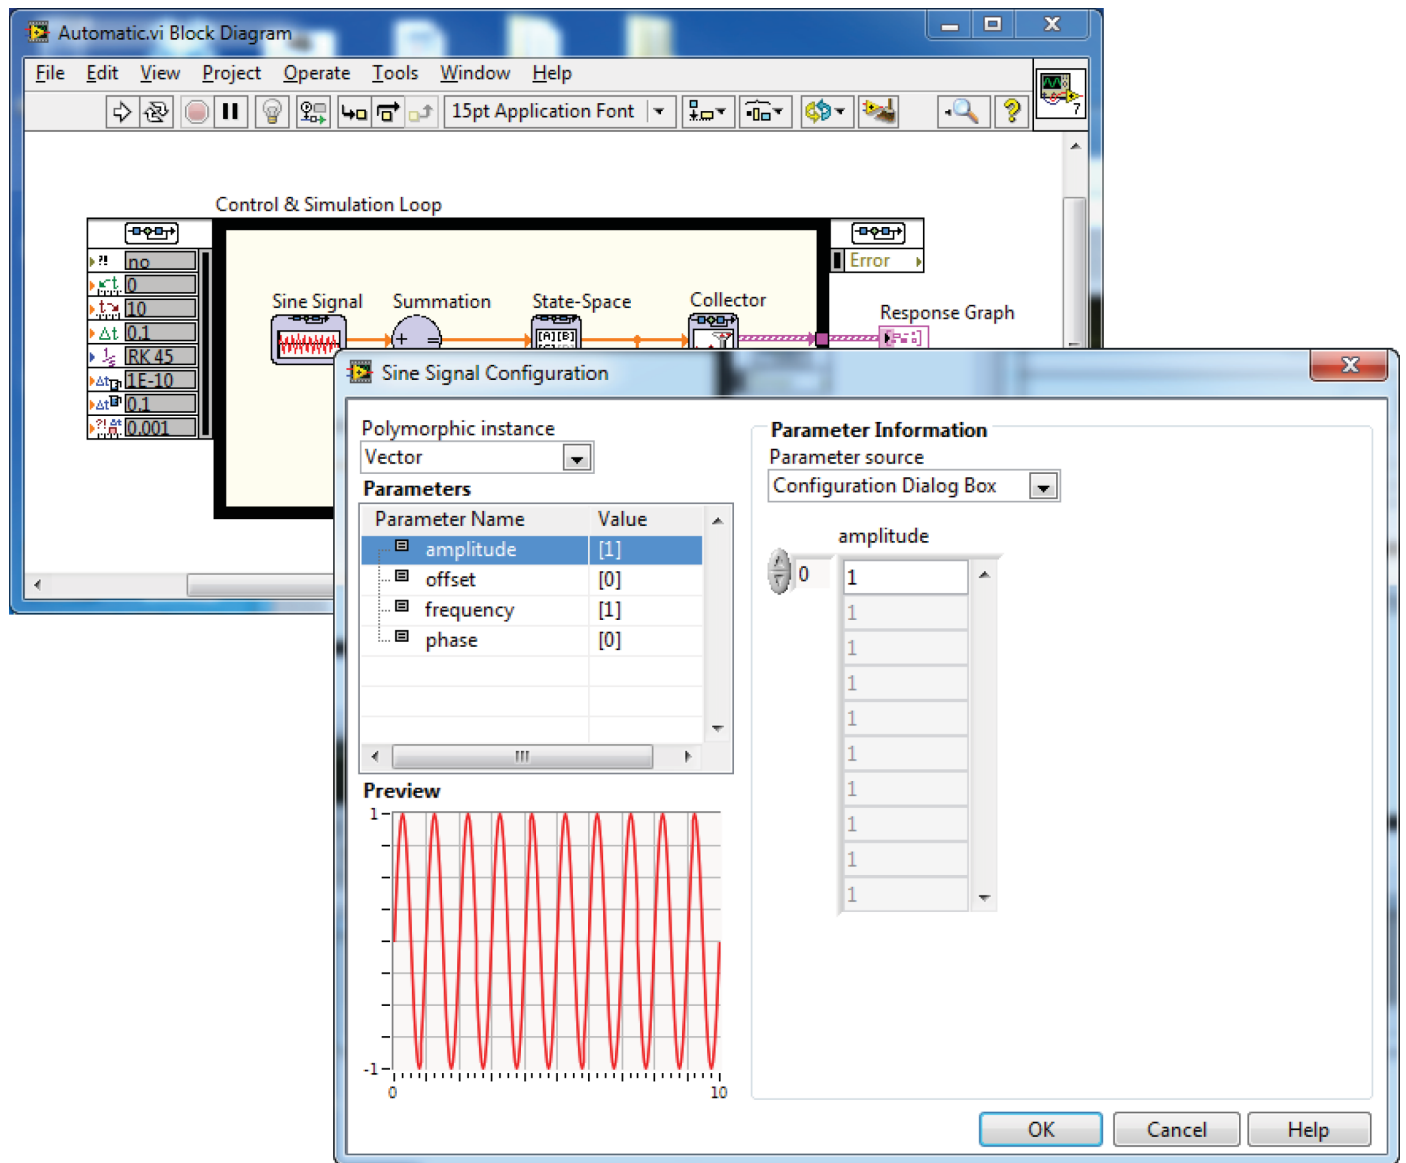 Automatic.vi Block Diagram
File Edit View Project Operate Tools Window Help
15pt Application Font
7
Control & Simulation Loop
no
0
10
Δt 0.1
RK 45
Δt 1E-10
Δt 0.1
0.001
Error
Sine Signal Summation State-Space Collector
Response Graph
[A][B]
Sine Signal Configuration
Polymorphic instance
Vector
Parameters
Parameter Name Value
amplitude [1]
offset [0]
frequency [1]
phase [0]
Preview
1
-1
0 10
Parameter Information
Parameter source
Configuration Dialog Box
amplitude
0
1
1
1
1
1
1
1
1
1
1
OK Cancel Help